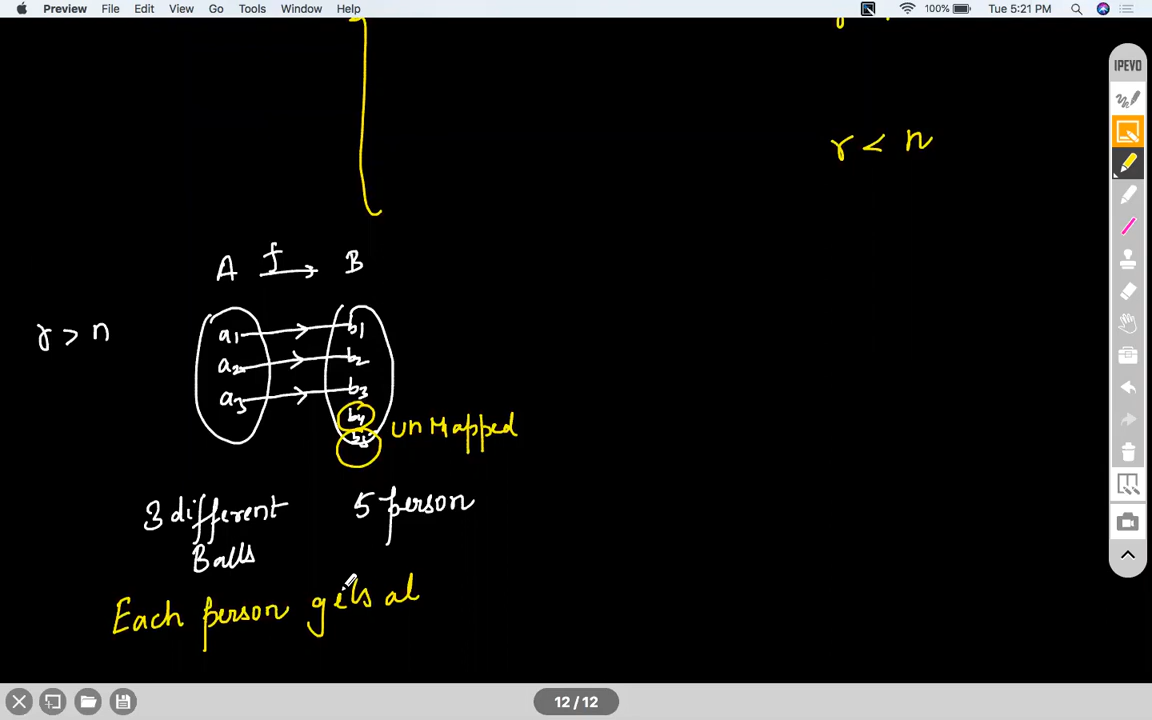 Preview File Edit View Go Tools Window Help 100% Tue 5:21 PM
IPEVO
r < n
A f B
r > n
a1 b1
a2 b2
a3 b3
b4
b5
unMapped
3 different 5 person
Balls
Each person gets al
12 / 12